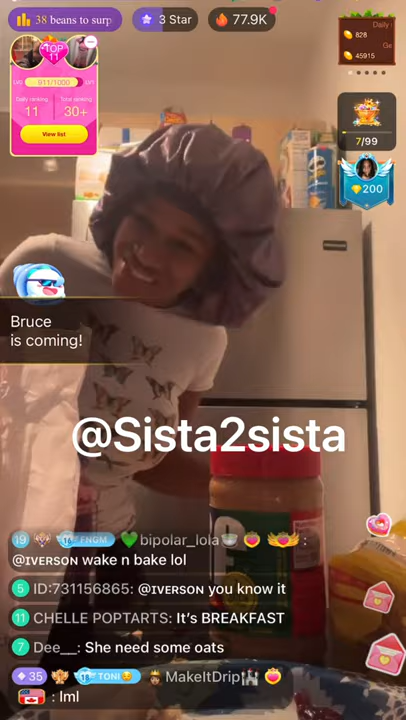 38 beans to surp
3 Star
77.9K
Daily
828
Ge
45915
TOP
11
911/1000
Daily ranking
Total ranking
11
30+
View list
7/99
200
Bruce
is coming!
@Sista2sista
19 FNGM bipolar_lola :
@IVERSON wake n bake lol
5 ID:731156865: @IVERSON you know it
11 CHELLE POPTARTS: It's BREAKFAST
7 Dee__: She need some oats
35 TONI MakeItDrip
: lml